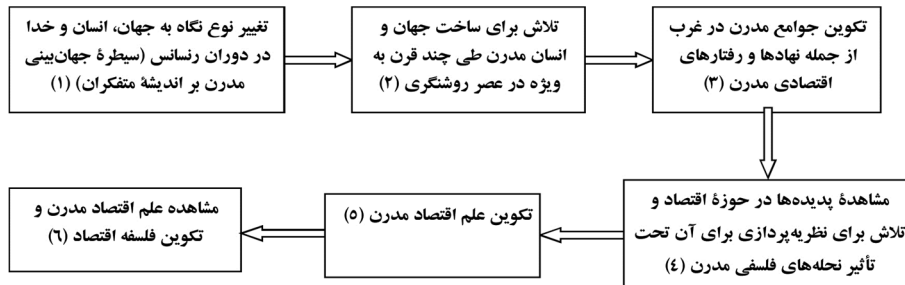 تغییر نوع نگاه به جهان، انسان و خدا
در دوران رنسانس (سیطرهٔ جهان‌بینی
مدرن بر اندیشهٔ متفکران) (۱)
تلاش برای ساخت جهان و
انسان مدرن طی چند قرن به
ویژه در عصر روشنگری (۲)
تکوین جوامع مدرن در غرب
از جمله نهادها و رفتارهای
اقتصادی مدرن (۳)
مشاهدهٔ پدیده‌ها در حوزهٔ اقتصاد و
تلاش برای نظریه‌پردازی برای آن تحت
تأثیر نحله‌های فلسفی مدرن (٤)
تکوین علم اقتصاد مدرن (٥)
مشاهده علم اقتصاد مدرن و
تکوین فلسفه اقتصاد (٦)